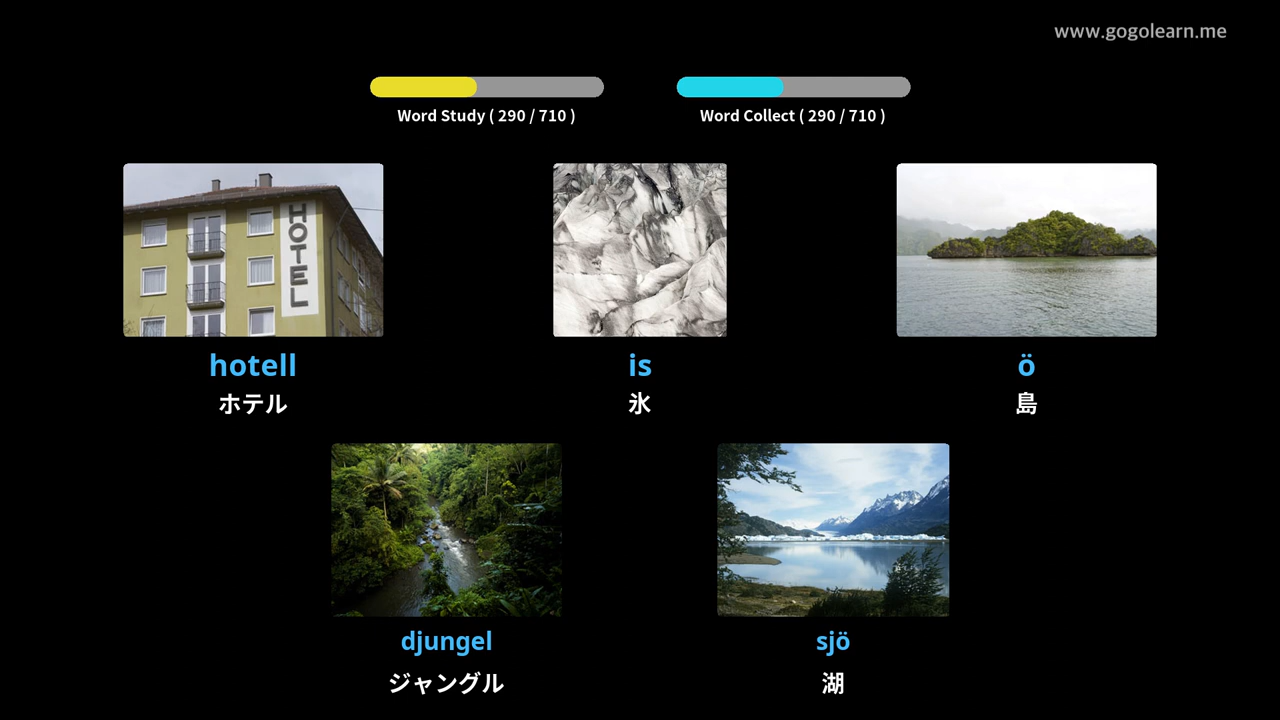 www.gogolearn.me
Word Study ( 290 / 710 )
Word Collect ( 290 / 710 )
HOTEL
hotell
ホテル
is
氷
ö
島
djungel
ジャングル
sjö
湖